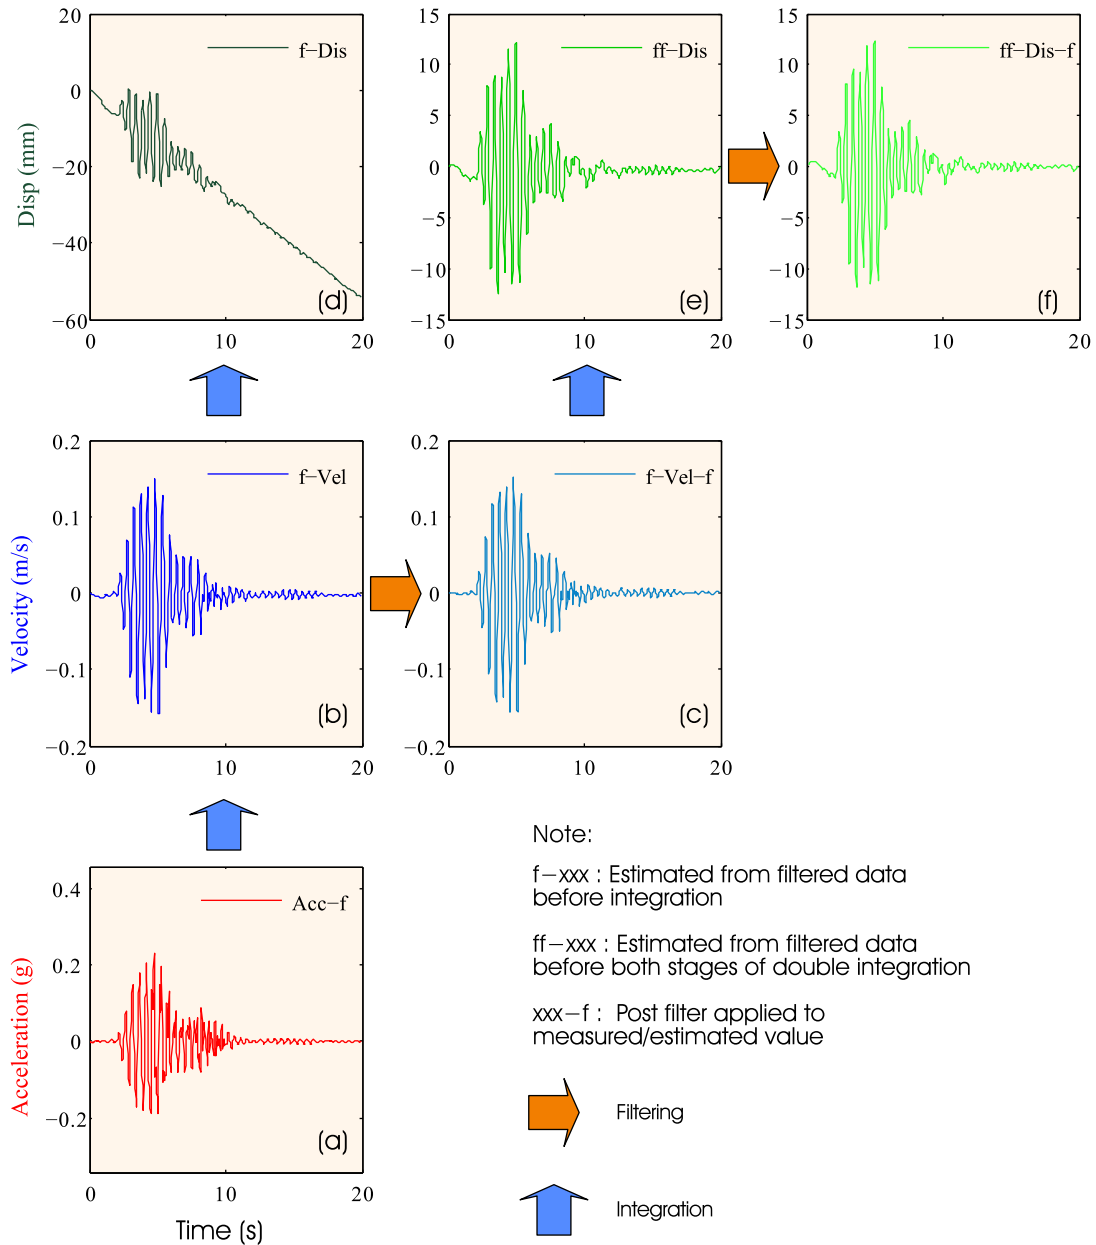 20
0
−20
−40
−60
0
10
20
Disp (mm)
f−Dis
(d)
15
10
5
0
−5
−10
−15
0
10
20
ff−Dis
(e)
15
10
5
0
−5
−10
−15
0
10
20
ff−Dis−f
(f)
0.2
0.1
0
−0.1
−0.2
0
10
20
Velocity (m/s)
f−Vel
(b)
0.2
0.1
0
−0.1
−0.2
0
10
20
f−Vel−f
(c)
0.4
0.2
0
−0.2
0
10
20
Acceleration (g)
Acc−f
(a)
Time (s)
Note:
f−xxx : Estimated from filtered data
before integration
ff−xxx : Estimated from filtered data
before both stages of double integration
xxx−f : Post filter applied to
measured/estimated value
Filtering
Integration